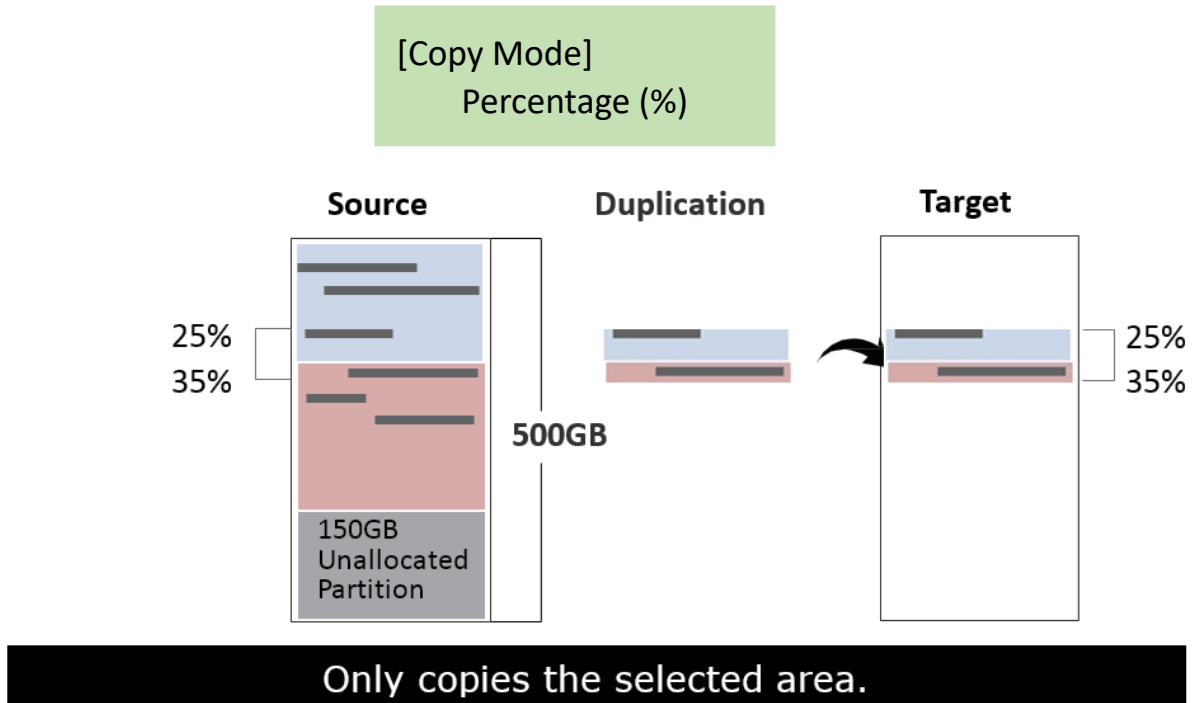 [Copy Mode]
Percentage (%)
Source
Duplication
Target
25%
35%
500GB
150GB
Unallocated
Partition
25%
35%
Only copies the selected area.